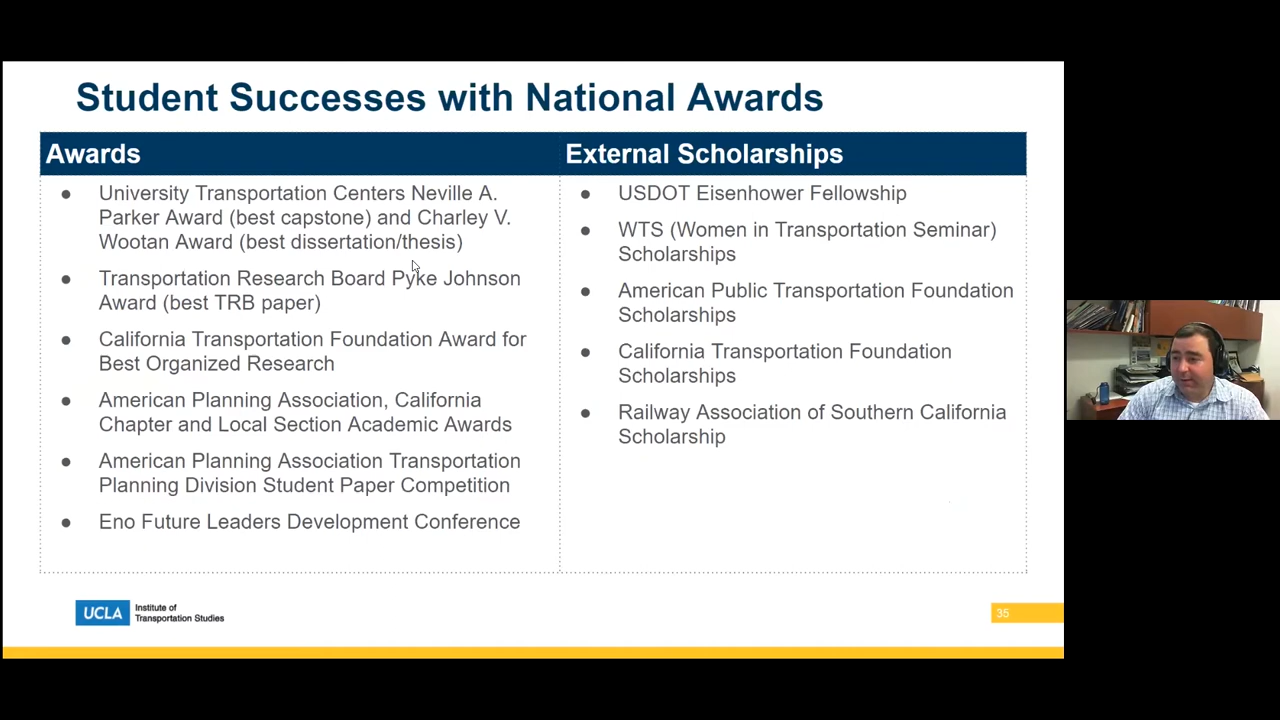 Student Successes with National Awards
Awards
● University Transportation Centers Neville A.
Parker Award (best capstone) and Charley V.
Wootan Award (best dissertation/thesis)
● Transportation Research Board Pyke Johnson
Award (best TRB paper)
● California Transportation Foundation Award for
Best Organized Research
● American Planning Association, California
Chapter and Local Section Academic Awards
● American Planning Association Transportation
Planning Division Student Paper Competition
● Eno Future Leaders Development Conference
External Scholarships
● USDOT Eisenhower Fellowship
● WTS (Women in Transportation Seminar)
Scholarships
● American Public Transportation Foundation
Scholarships
● California Transportation Foundation
Scholarships
● Railway Association of Southern California
Scholarship
UCLA
Institute of
Transportation Studies
35